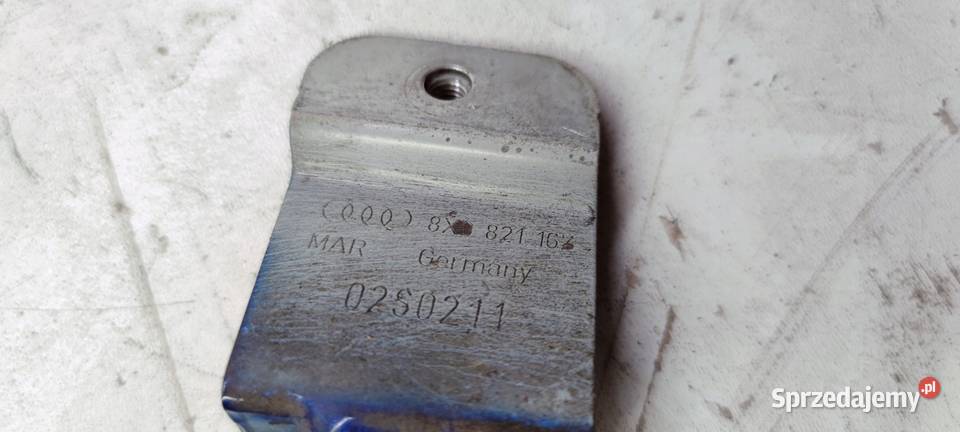 8X 821
MAR Germany
02S0211
Sprzedajemy.pl